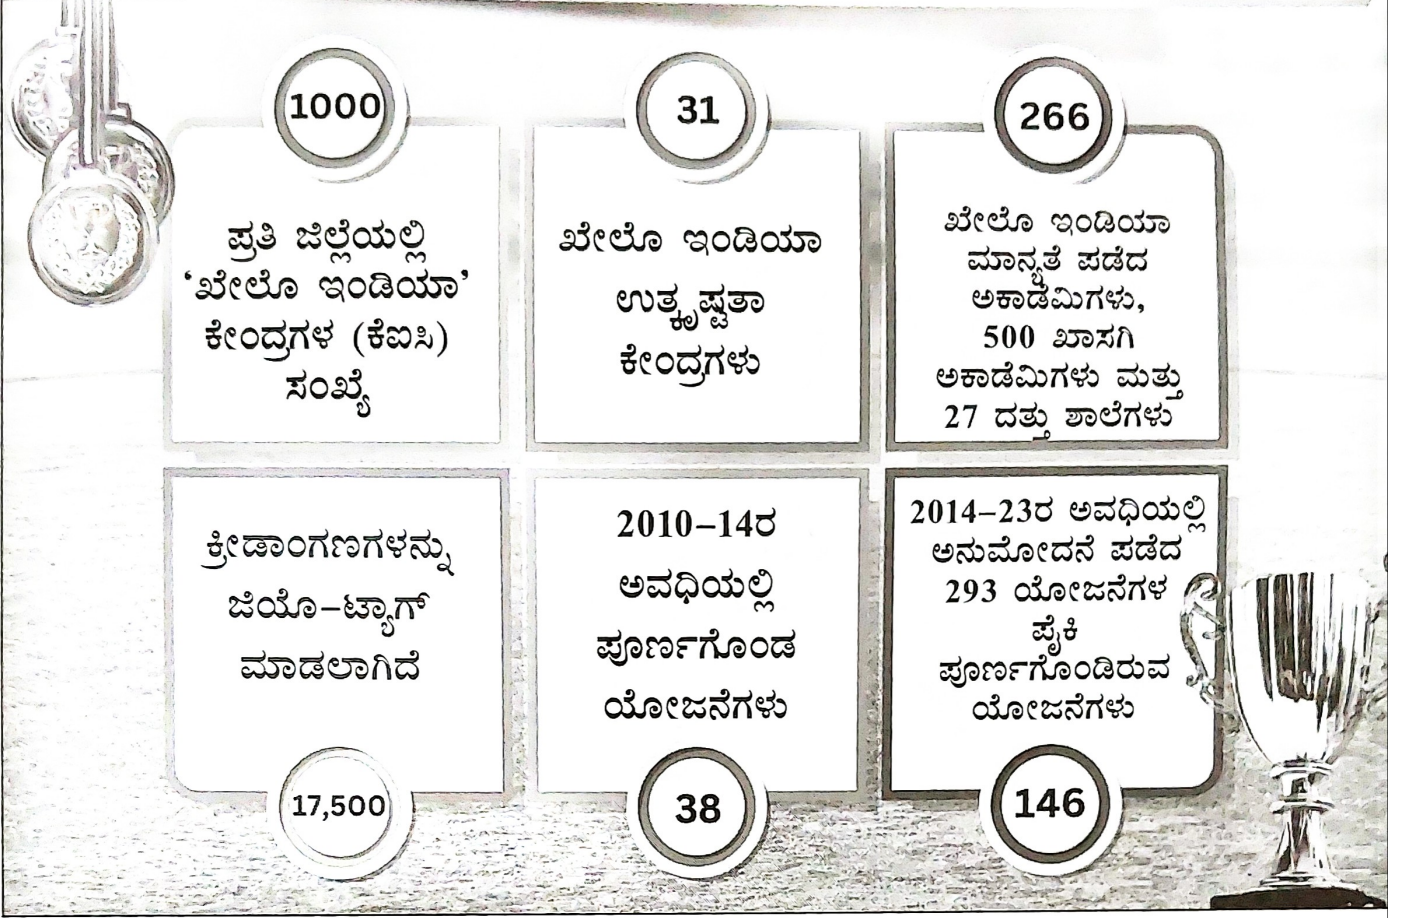 1000
ಪ್ರತಿ ಜಿಲ್ಲೆಯಲ್ಲಿ
‘ಖೇಲೊ ಇಂಡಿಯಾ’
ಕೇಂದ್ರಗಳ (ಕೆಐಸಿ)
ಸಂಖ್ಯೆ
31
ಖೇಲೊ ಇಂಡಿಯಾ
ಉತ್ಕೃಷ್ಟತಾ
ಕೇಂದ್ರಗಳು
266
ಖೇಲೊ ಇಂಡಿಯಾ
ಮಾನ್ಯತೆ ಪಡೆದ
ಅಕಾಡೆಮಿಗಳು,
500 ಖಾಸಗಿ
ಅಕಾಡೆಮಿಗಳು ಮತ್ತು
27 ದತ್ತು ಶಾಲೆಗಳು
ಕ್ರೀಡಾಂಗಣಗಳನ್ನು
ಜಿಯೊ–ಟ್ಯಾಗ್
ಮಾಡಲಾಗಿದೆ
17,500
2010–14ರ
ಅವಧಿಯಲ್ಲಿ
ಪೂರ್ಣಗೊಂಡ
ಯೋಜನೆಗಳು
38
2014–23ರ ಅವಧಿಯಲ್ಲಿ
ಅನುಮೋದನೆ ಪಡೆದ
293 ಯೋಜನೆಗಳ
ಪೈಕಿ
ಪೂರ್ಣಗೊಂಡಿರುವ
ಯೋಜನೆಗಳು
146